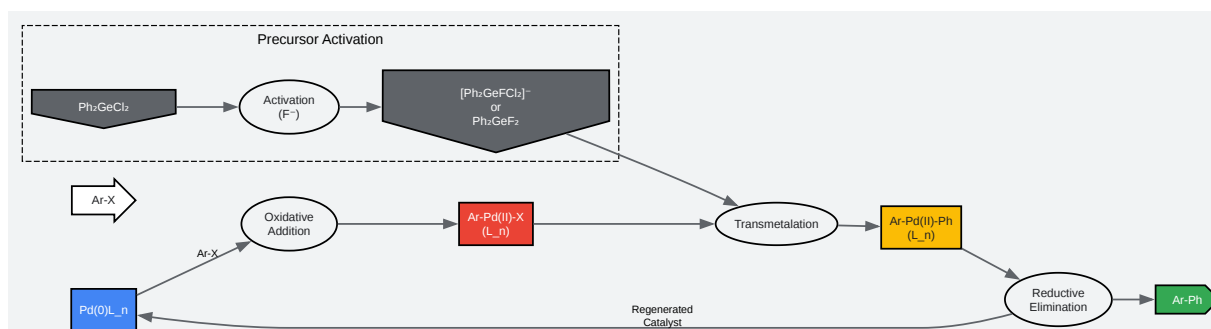 Precursor Activation
Ph₂GeCl₂
Activation
(F⁻)
[Ph₂GeFCl₂]⁻
or
Ph₂GeF₂
Ar-X
Oxidative
Addition
Ar-Pd(II)-X
(L_n)
Transmetalation
Ar-Pd(II)-Ph
(L_n)
Ar-X
Pd(0)L_n
Regenerated
Catalyst
Reductive
Elimination
Ar-Ph